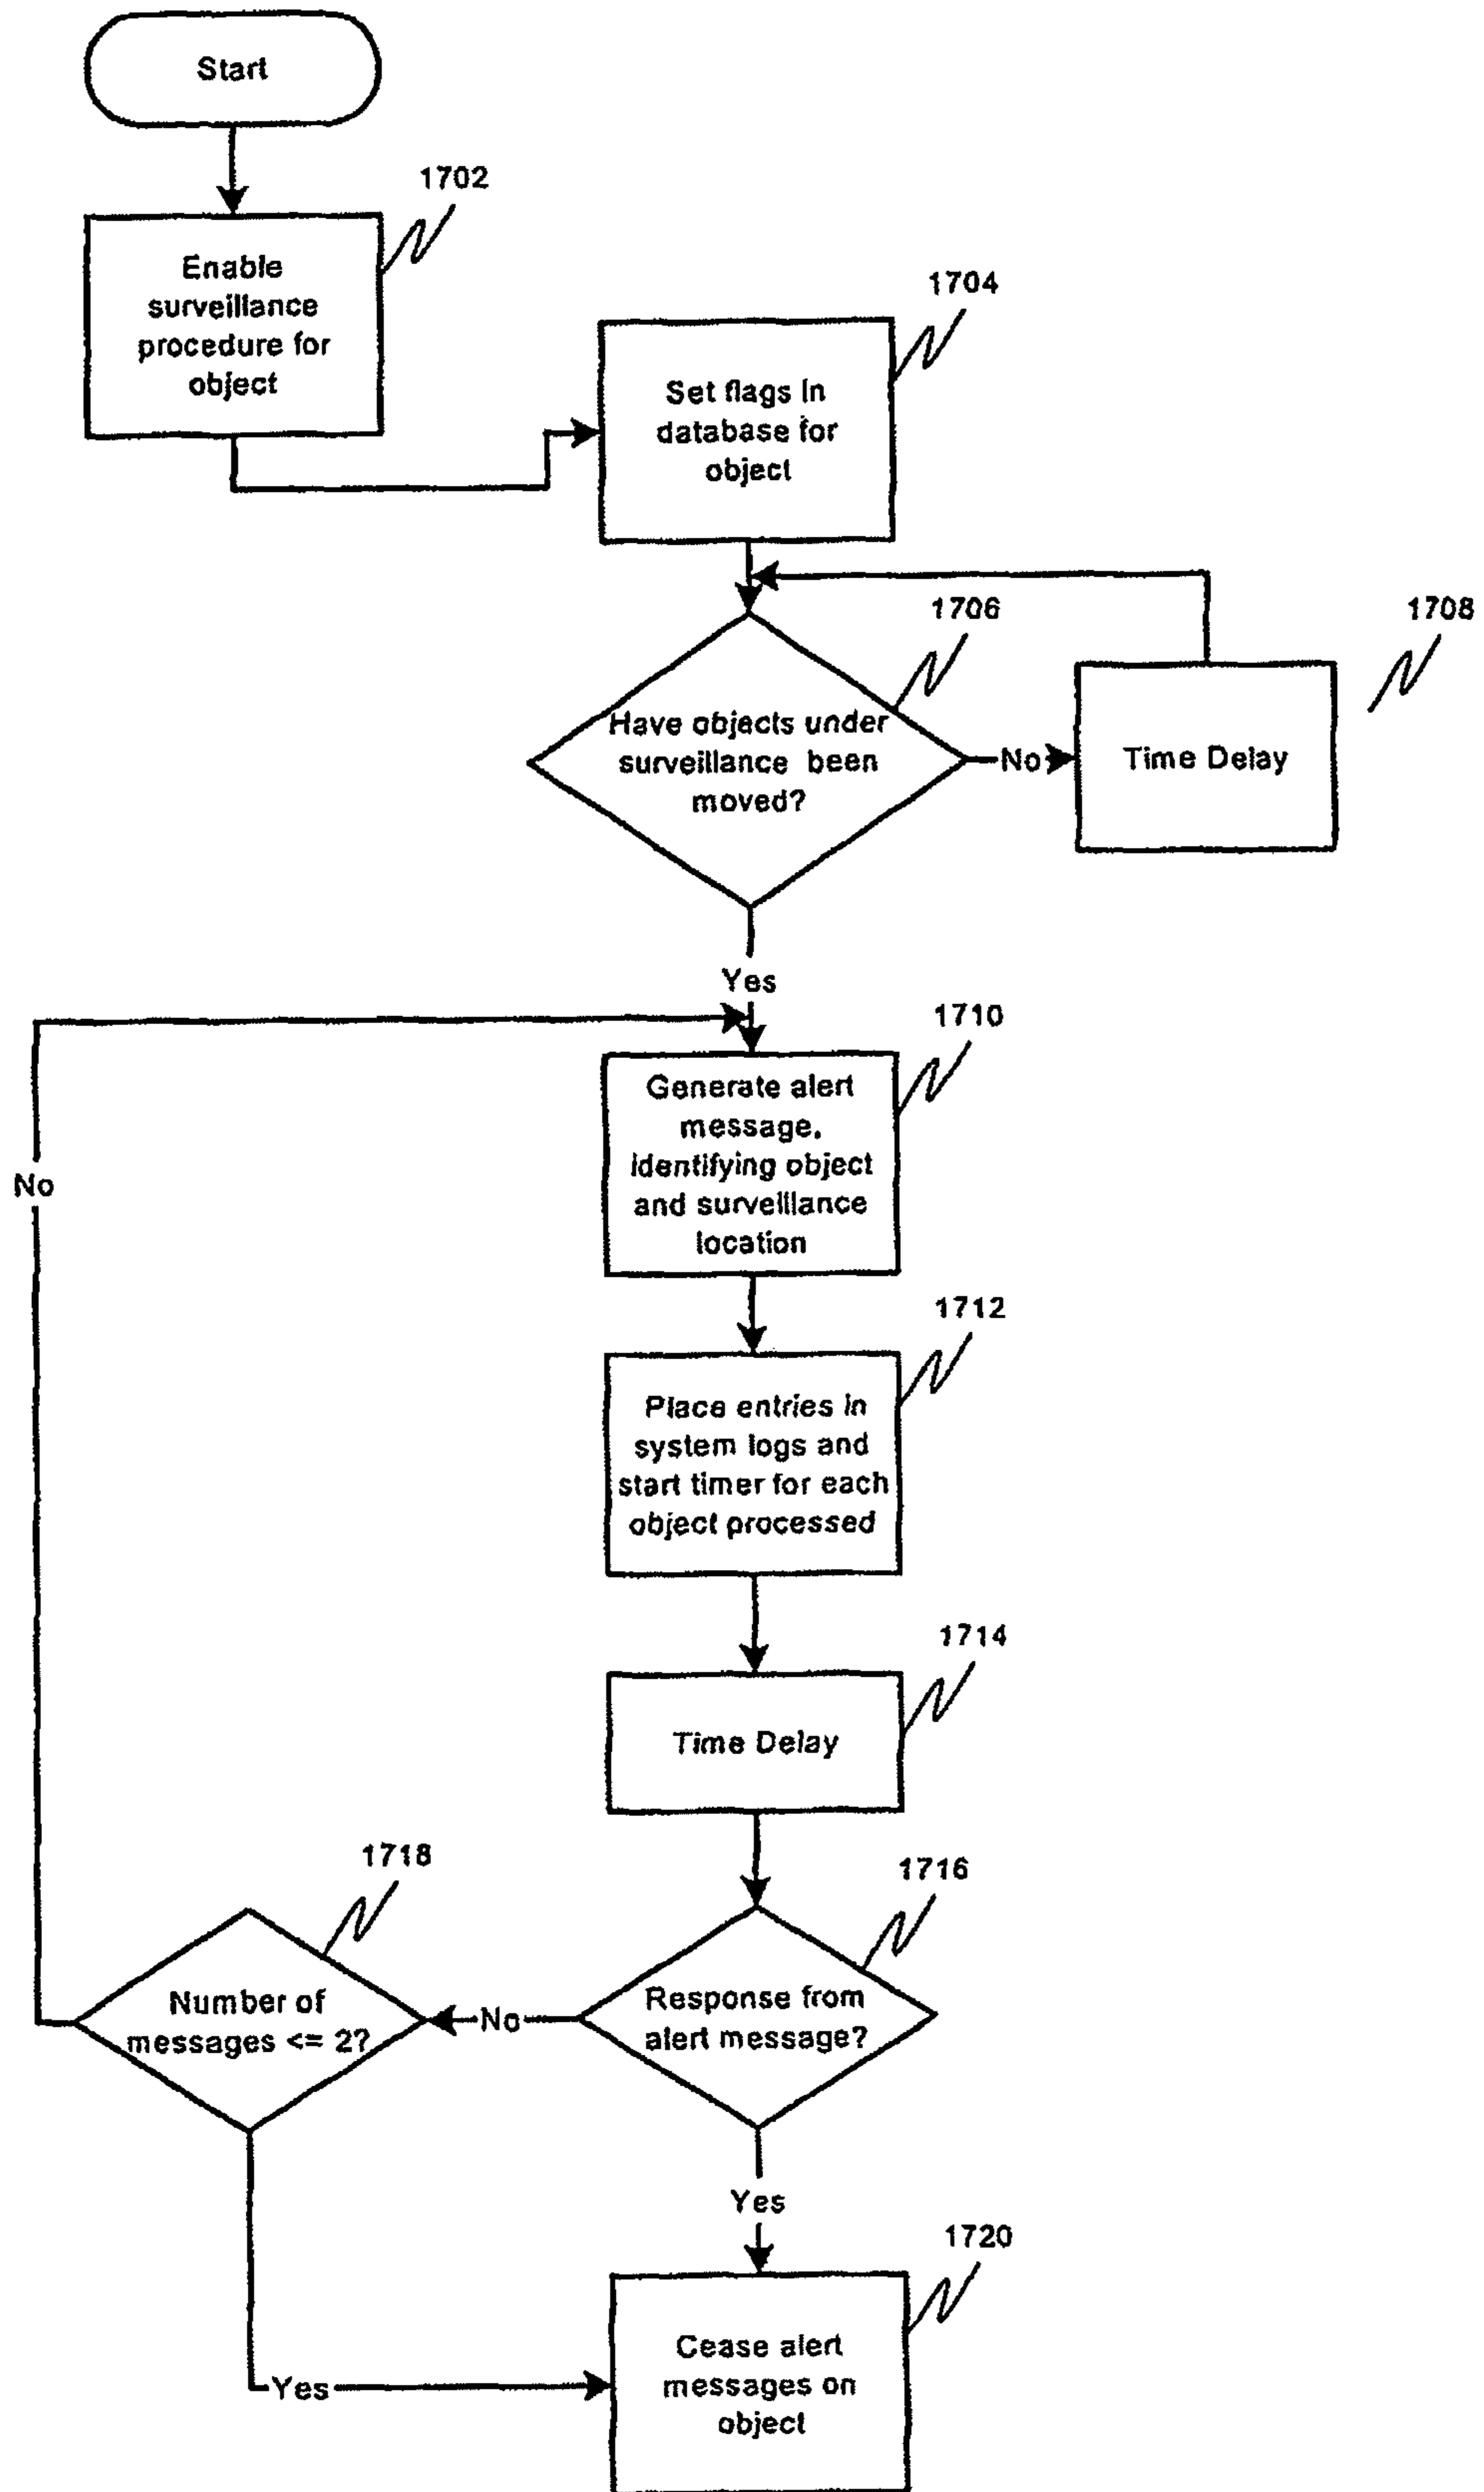 Start
1702
Enable
surveillance
procedure for
object
1704
Set flags in
database for
object
1706
Have objects under
surveillance been
moved?
No
1708
Time Delay
Yes
1710
Generate alert
message,
identifying object
and surveillance
location
No
1712
Place entries in
system logs and
start timer for each
object processed
1714
Time Delay
1716
Response from
alert message?
No
1718
Number of
messages <= 2?
Yes
1720
Cease alert
messages on
object
Yes